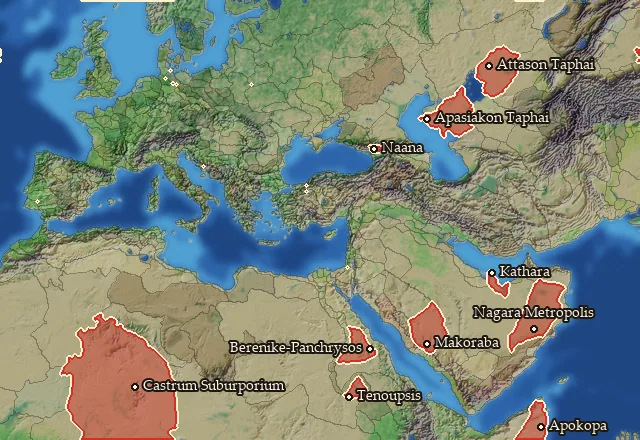 Attason Taphai
Apasiakon Taphai
Naana
Kathara
Nagara Metropolis
Makoraba
Berenike-Panchrysos
Castrum Suburporium
Tenoupsis
Apokopa